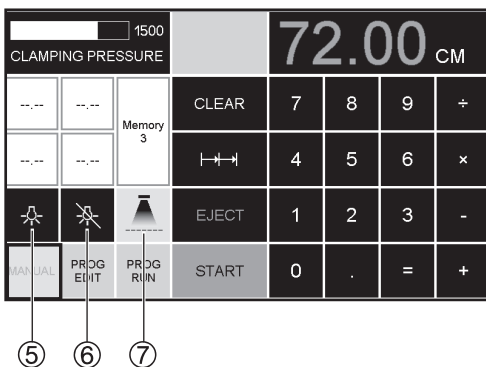 1500
CLAMPING PRESSURE
72.00 CM
--.-- --.-- Memory 3 CLEAR 7 8 9 ÷
--.-- --.-- 4 5 6 ×
EJECT 1 2 3 -
MANUAL PROG EDIT PROG RUN START 0 . = +
⑤ ⑥ ⑦